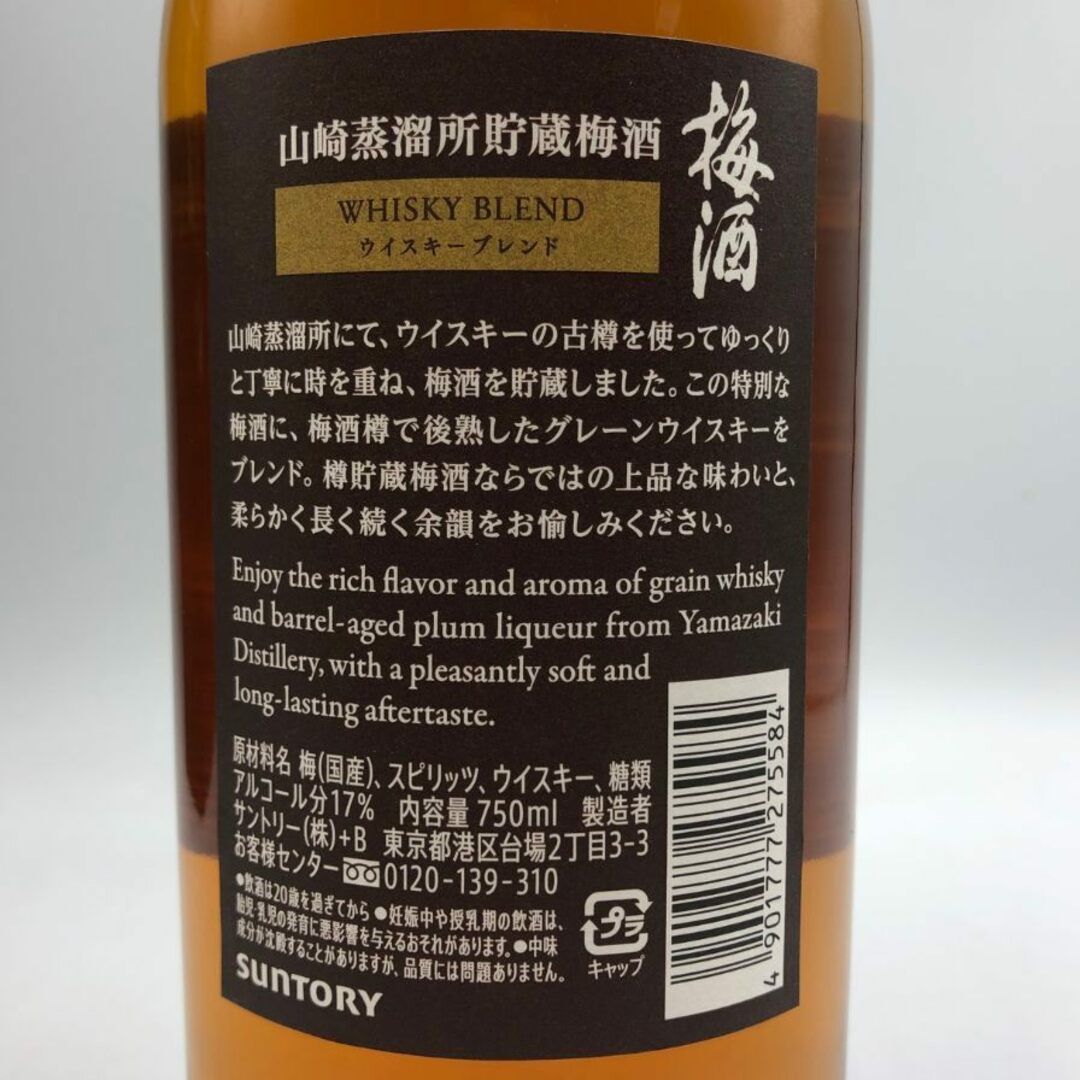 山崎蒸溜所貯蔵梅酒
梅酒
WHISKY BLEND
ウイスキーブレンド
山崎蒸溜所にて、ウイスキーの古樽を使ってゆっくり
と丁寧に時を重ね、梅酒を貯蔵しました。この特別な
梅酒に、梅酒樽で後熟したグレーンウイスキーを
ブレンド。樽貯蔵梅酒ならではの上品な味わいと、
柔らかく長く続く余韻をお愉しみください。
Enjoy the rich flavor and aroma of grain whisky
and barrel-aged plum liqueur from Yamazaki
Distillery, with a pleasantly soft and
long-lasting aftertaste.
原材料名 梅(国産)、スピリッツ、ウイスキー、糖類
アルコール分17% 内容量 750ml 製造者
サントリー(株)+B 東京都港区台場2丁目3-3
お客様センター 0120-139-310
●飲酒は20歳を過ぎてから ●妊娠中や授乳期の飲酒は、
胎児・乳児の発育に悪影響を与えるおそれがあります。●中味
成分が沈殿することがありますが、品質には問題ありません。
プラ
キャップ
SUNTORY
4 901777 275584